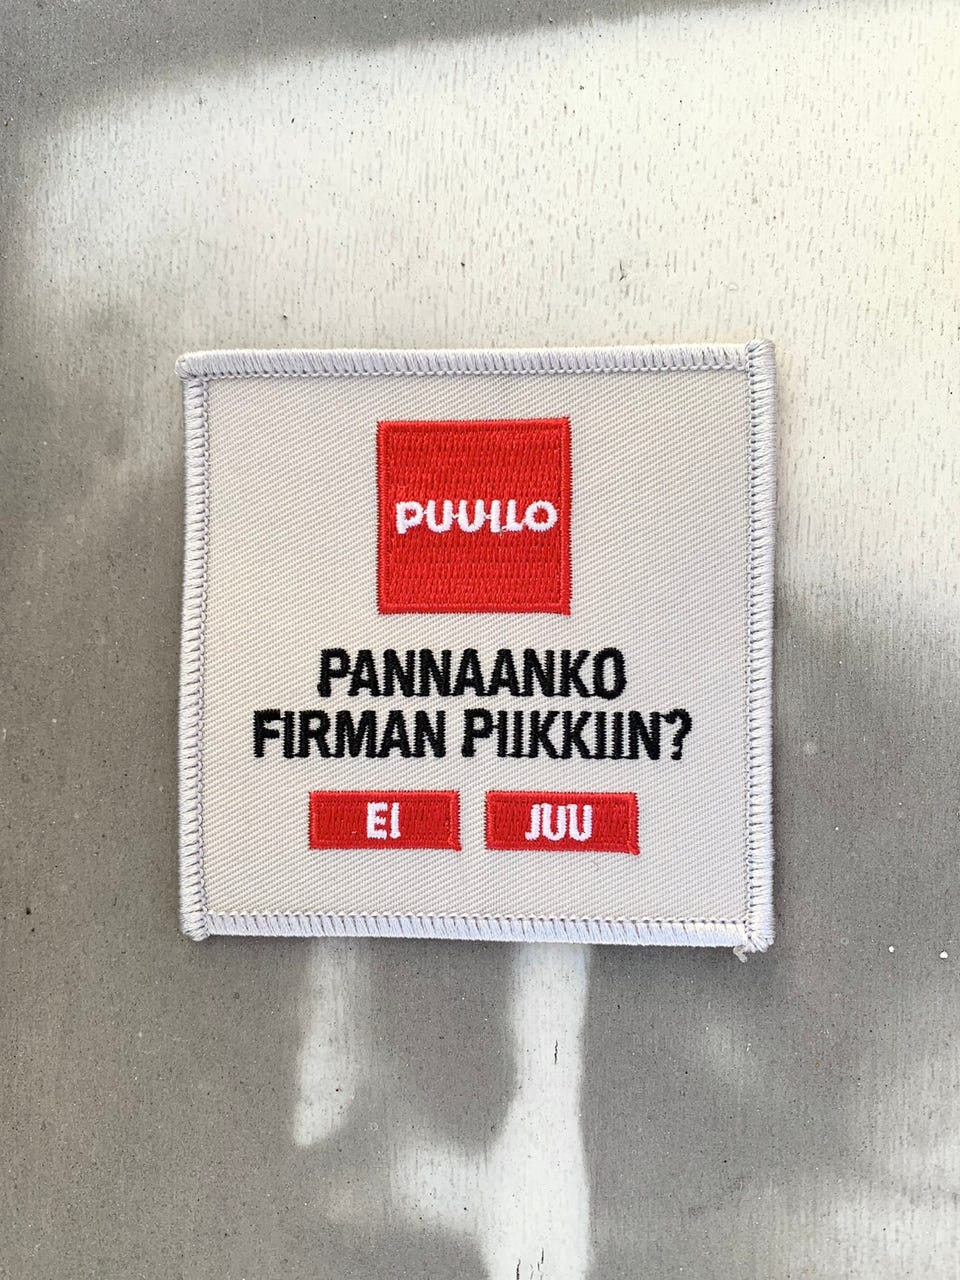 PUUILO
PANNAANKO
FIRMAN PIIKKIIN?
EI JUU